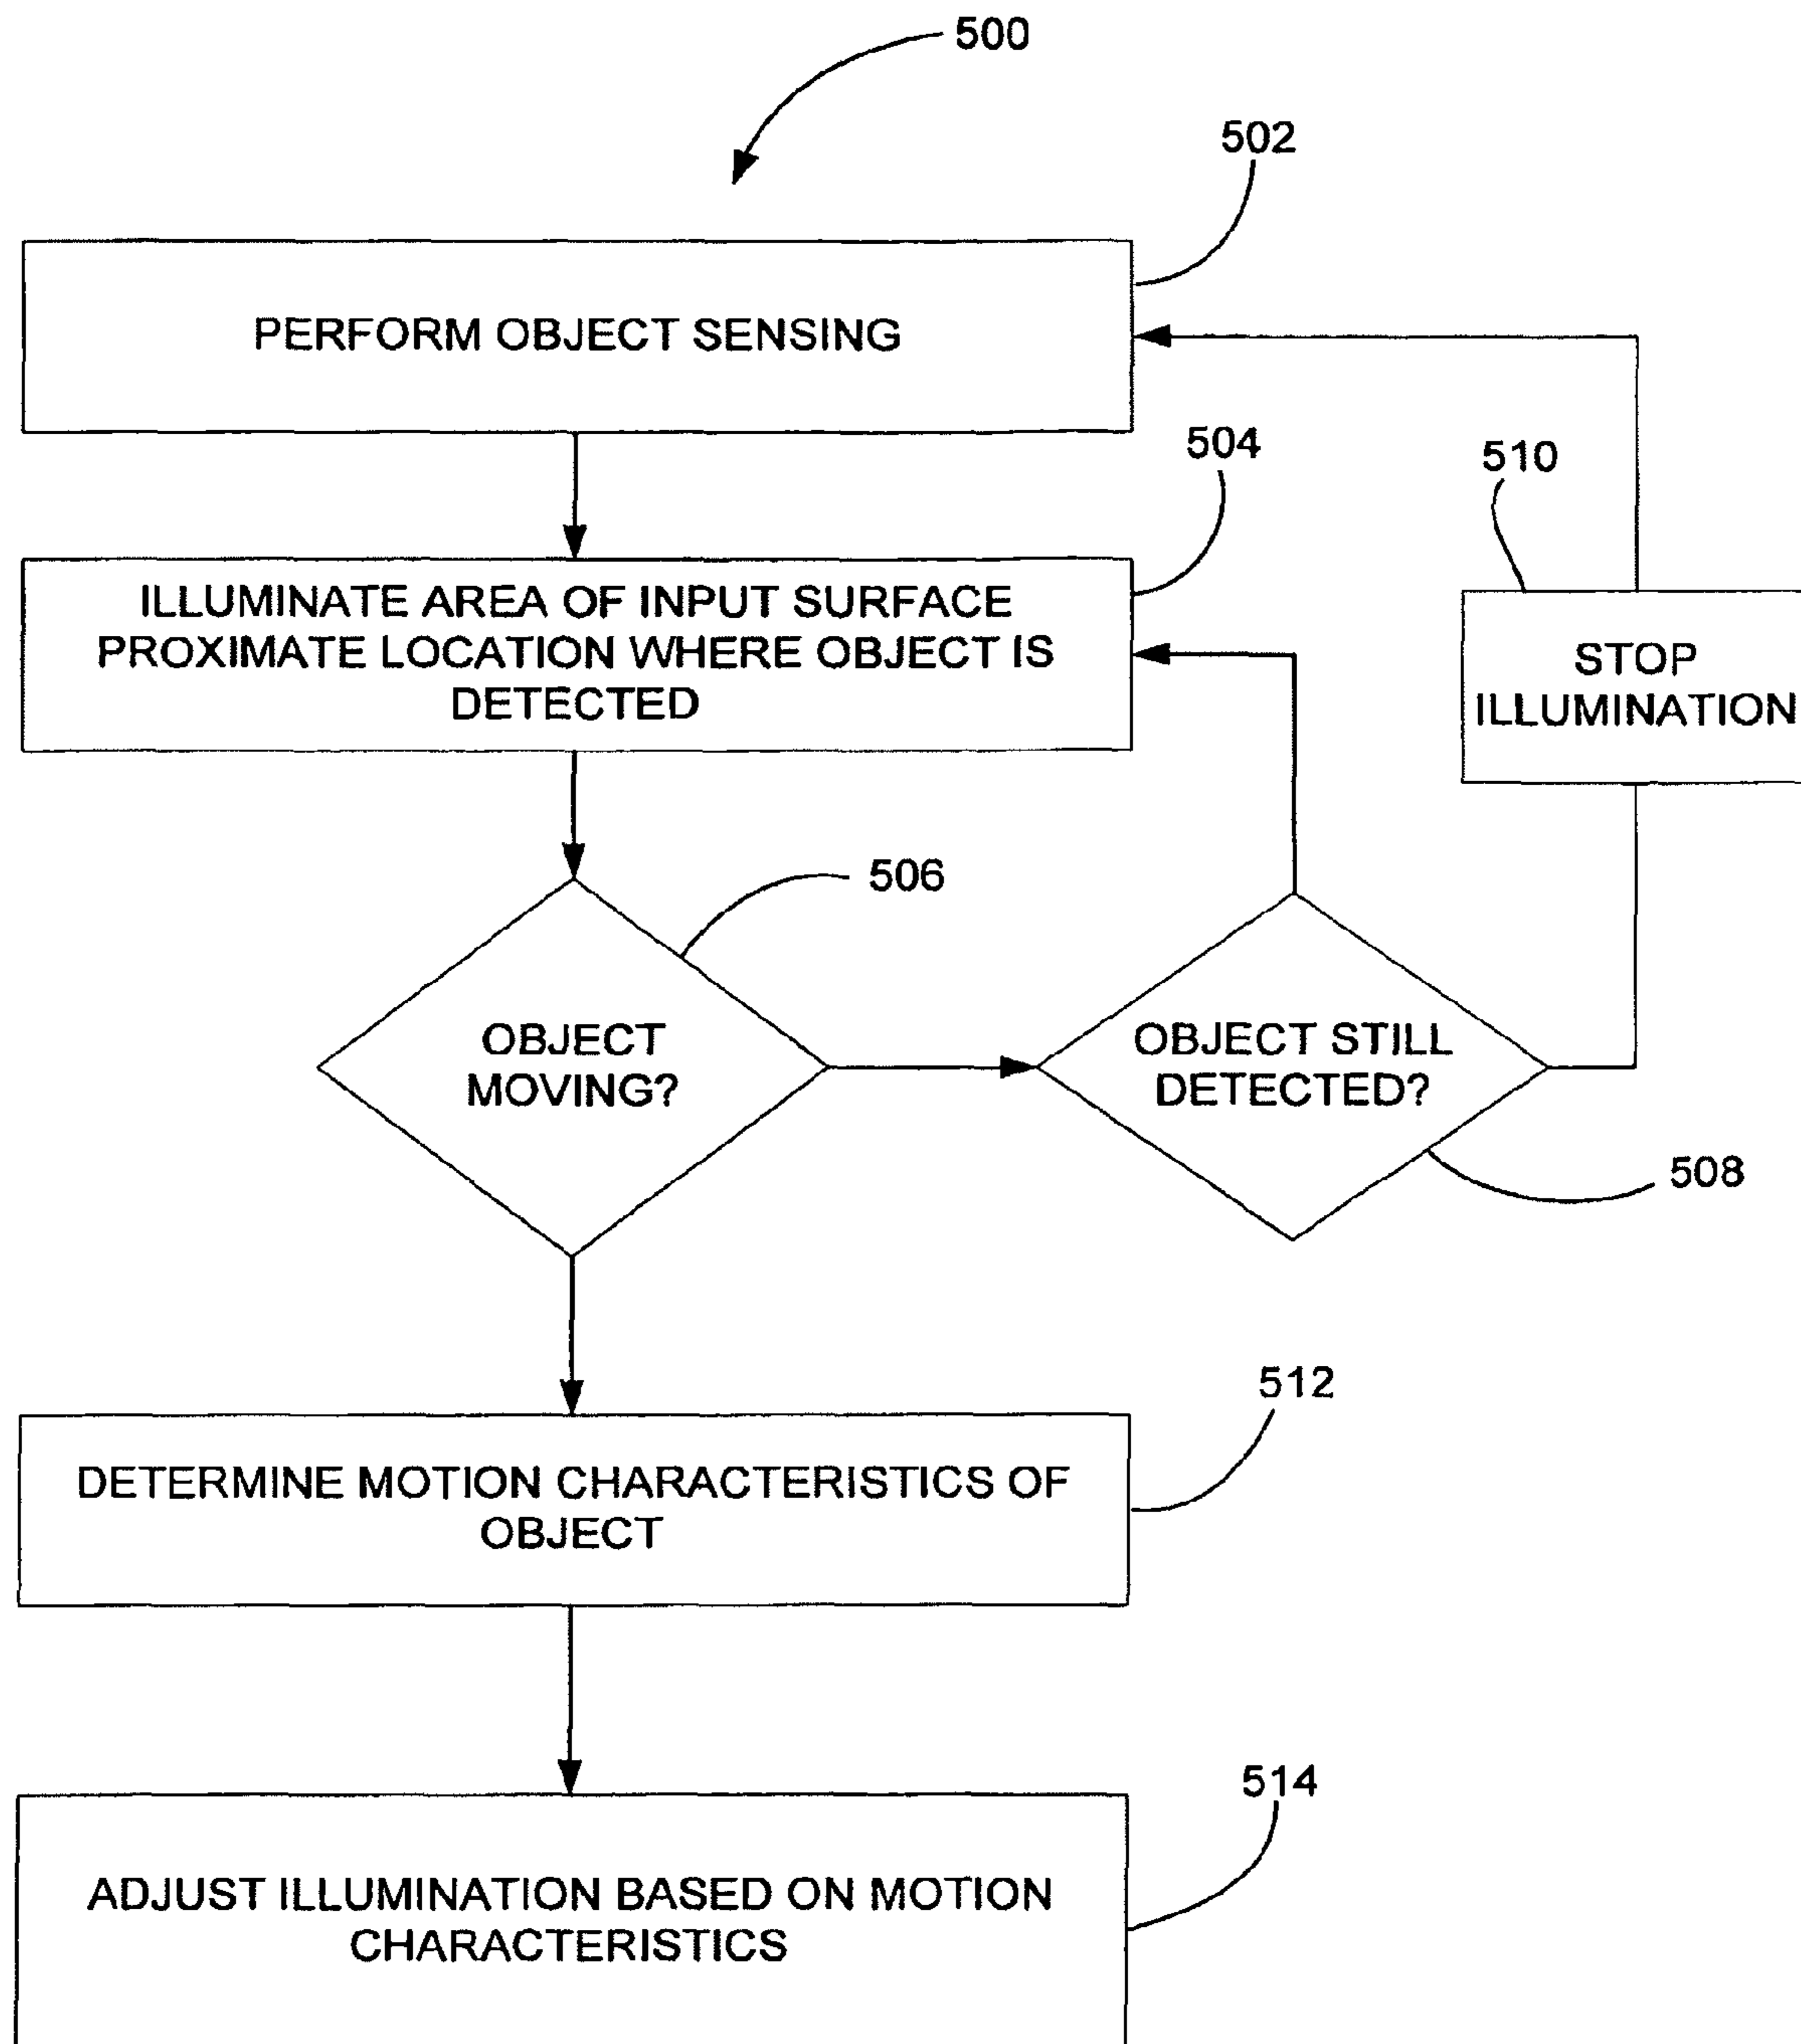 500
502
PERFORM OBJECT SENSING
504
ILLUMINATE AREA OF INPUT SURFACE
PROXIMATE LOCATION WHERE OBJECT IS
DETECTED
510
STOP
ILLUMINATION
506
OBJECT
MOVING?
OBJECT STILL
DETECTED?
508
512
DETERMINE MOTION CHARACTERISTICS OF
OBJECT
514
ADJUST ILLUMINATION BASED ON MOTION
CHARACTERISTICS